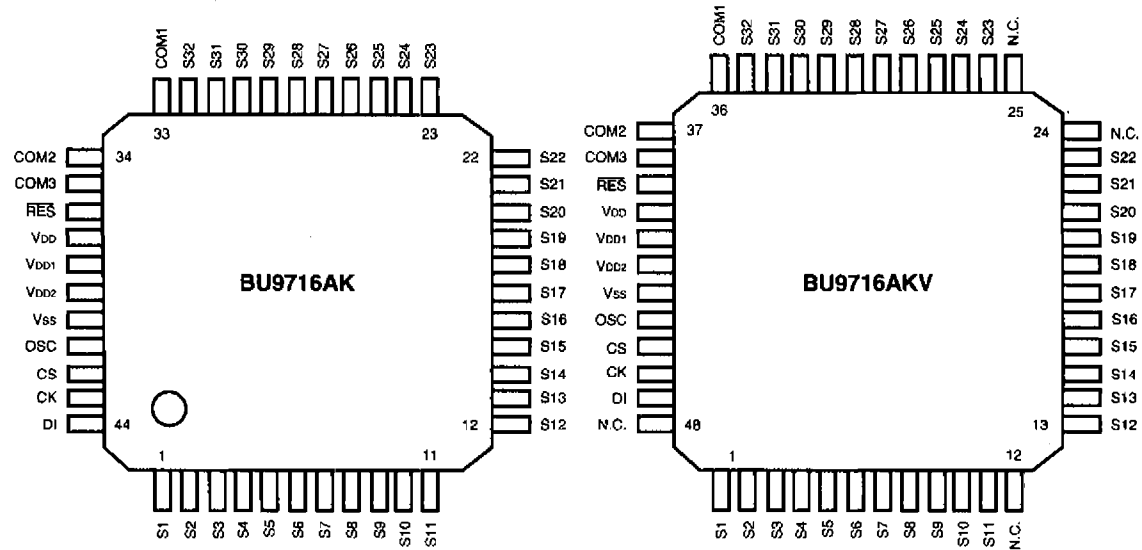 COM1 S32 S31 S30 S29 S28 S27 S26 S25 S24 S23
33 23
34 22
COM2 S22
COM3 S21
RES S20
VDD S19
VDD1 S18
VDD2 S17
VSS S16
OSC S15
CS S14
CK S13
DI S12
BU9716AK
44 12
1 11
S1 S2 S3 S4 S5 S6 S7 S8 S9 S10 S11
COM1 S32 S31 S30 S29 S28 S27 S26 S25 S24 S23 N.C.
36 25
37 24
COM2 N.C.
COM3 S22
RES S21
VDD S20
VDD1 S19
VDD2 S18
VSS S17
OSC S16
CS S15
CK S14
DI S13
N.C. S12
BU9716AKV
48 13
1 12
S1 S2 S3 S4 S5 S6 S7 S8 S9 S10 S11 N.C.